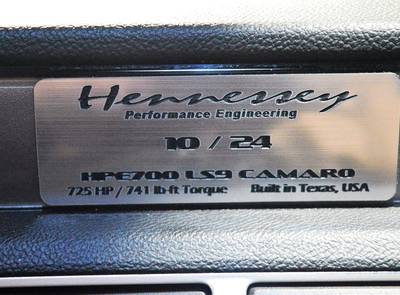 Hennessey
Performance Engineering
10 / 24
HPE700 LS9 CAMARO
725 HP / 741 lb-ft Torque Built in Texas, USA